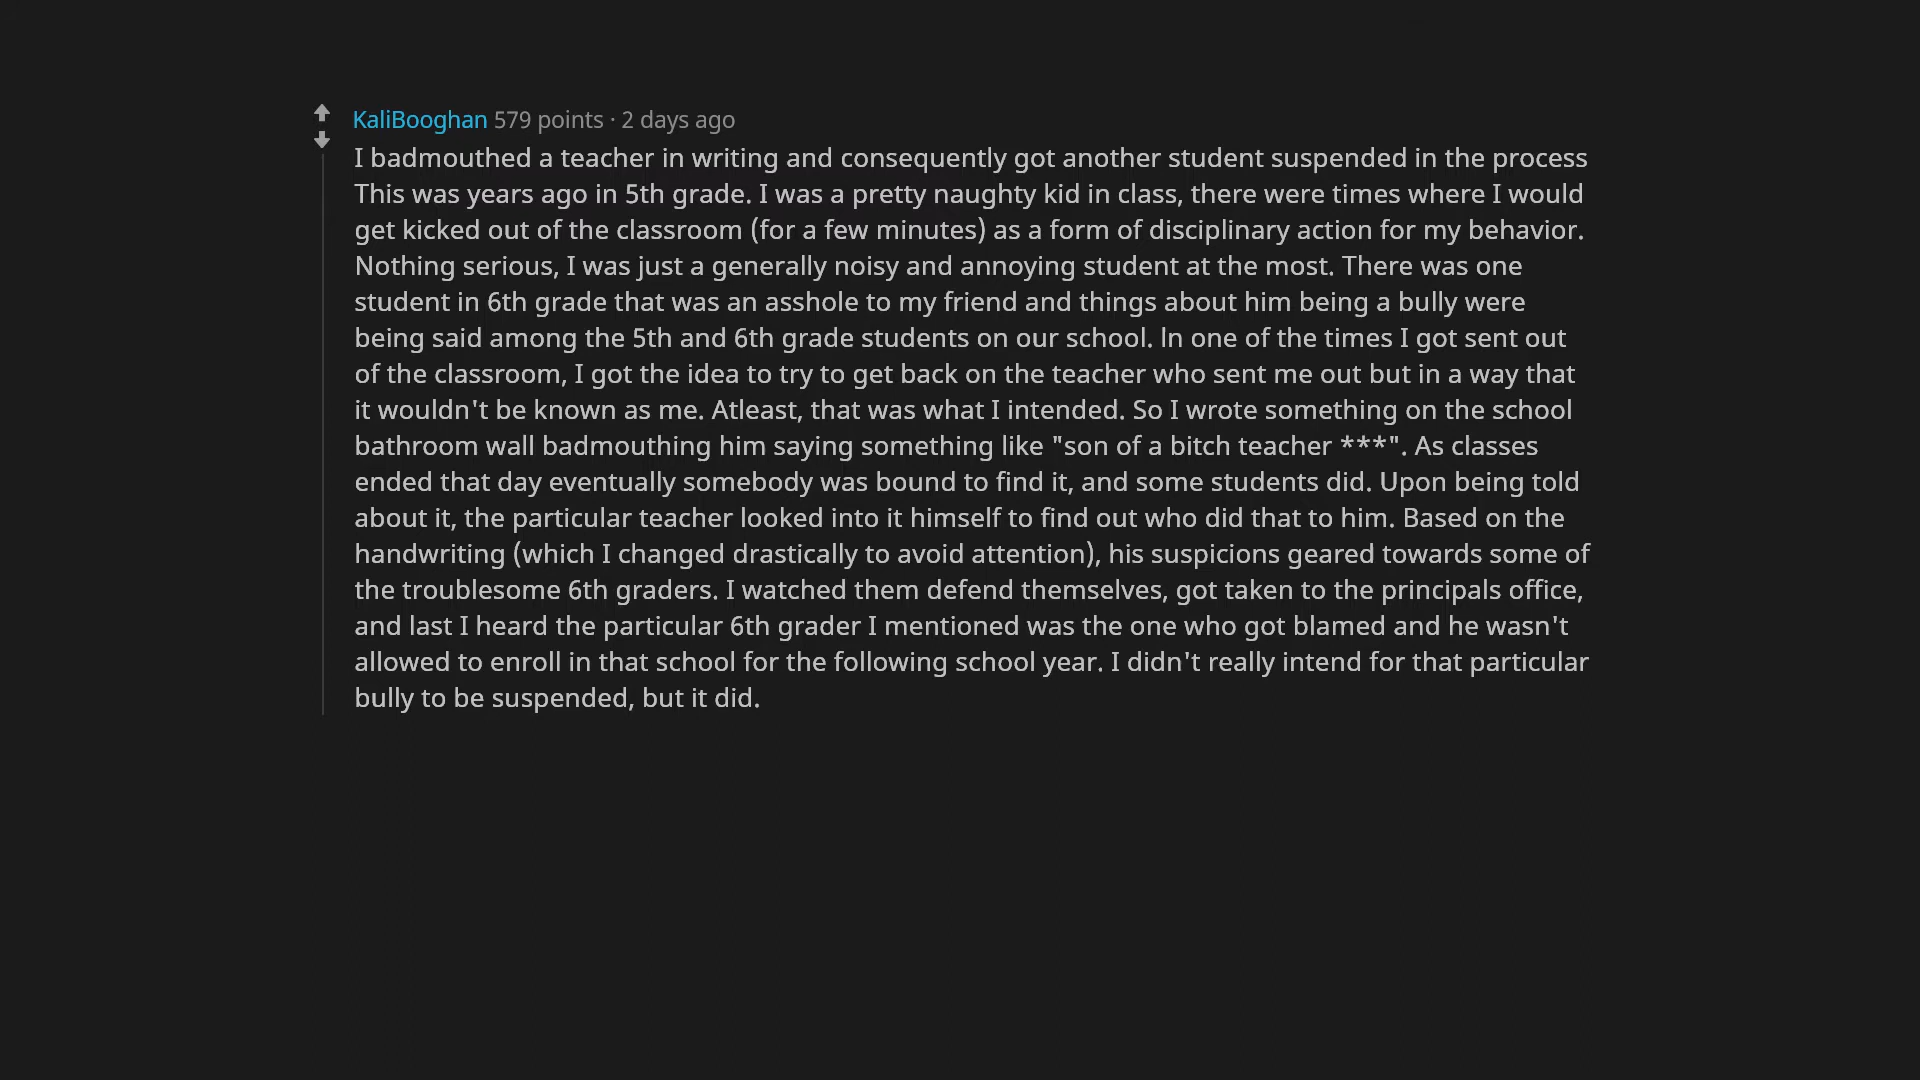 KaliBooghan 579 points · 2 days ago
I badmouthed a teacher in writing and consequently got another student suspended in the process
This was years ago in 5th grade. I was a pretty naughty kid in class, there were times where I would
get kicked out of the classroom (for a few minutes) as a form of disciplinary action for my behavior.
Nothing serious, I was just a generally noisy and annoying student at the most. There was one
student in 6th grade that was an asshole to my friend and things about him being a bully were
being said among the 5th and 6th grade students on our school. ln one of the times I got sent out
of the classroom, I got the idea to try to get back on the teacher who sent me out but in a way that
it wouldn't be known as me. Atleast, that was what I intended. So I wrote something on the school
bathroom wall badmouthing him saying something like "son of a bitch teacher ***". As classes
ended that day eventually somebody was bound to find it, and some students did. Upon being told
about it, the particular teacher looked into it himself to find out who did that to him. Based on the
handwriting (which I changed drastically to avoid attention), his suspicions geared towards some of
the troublesome 6th graders. I watched them defend themselves, got taken to the principals office,
and last I heard the particular 6th grader I mentioned was the one who got blamed and he wasn't
allowed to enroll in that school for the following school year. I didn't really intend for that particular
bully to be suspended, but it did.